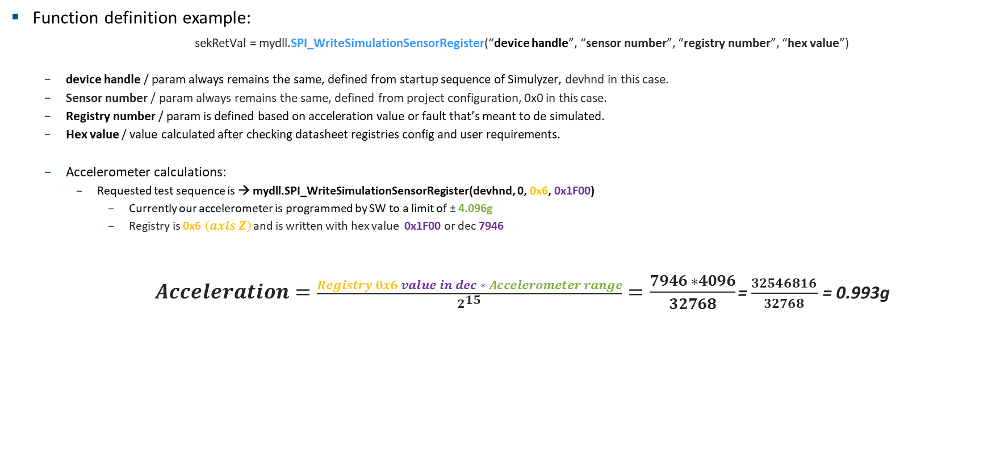 ▪ Function definition example:
sekRetVal = mydll.SPI_WriteSimulationSensorRegister(“device handle”, “sensor number”, “registry number”, “hex value”)
– device handle / param always remains the same, defined from startup sequence of Simulyzer, devhnd in this case.
– Sensor number / param always remains the same, defined from project configuration, 0x0 in this case.
– Registry number / param is defined based on acceleration value or fault that’s meant to de simulated.
– Hex value / value calculated after checking datasheet registries config and user requirements.
– Accelerometer calculations:
– Requested test sequence is → mydll.SPI_WriteSimulationSensorRegister(devhnd, 0, 0x6, 0x1F00)
– Currently our accelerometer is programmed by SW to a limit of ± 4.096g
– Registry is 0x6 (axis Z) and is written with hex value 0x1F00 or dec 7946
Acceleration = Registry 0x6 value in dec * Accelerometer range / 2^15 = 7946 *4096 / 32768 = 32546816 / 32768 = 0.993g